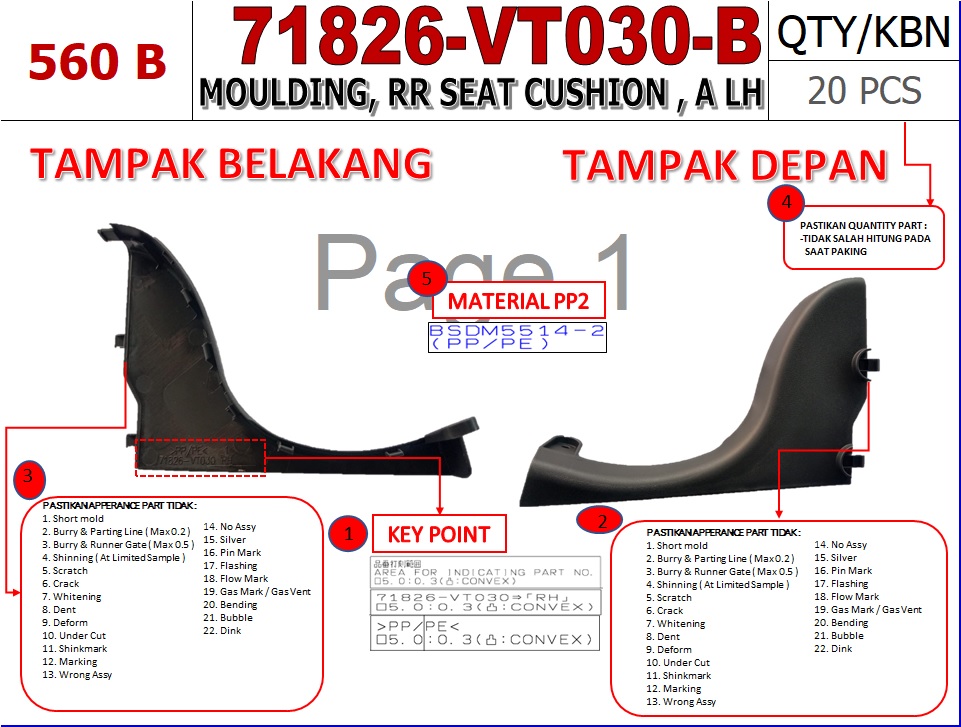 560 B
71826-VT030-B
MOULDING, RR SEAT CUSHION , A LH
QTY/KBN
20 PCS
TAMPAK BELAKANG
TAMPAK DEPAN
4
PASTIKAN QUANTITY PART :
-TIDAK SALAH HITUNG PADA
SAAT PAKING
Page 1
5
MATERIAL PP2
BSDM5514-2
(PP/PE)
>PP/PE<
71826-VT030
3
PASTIKAN APPERANCE PART TIDAK :
1. Short mold
2. Burry & Parting Line ( Max 0.2 )
3. Burry & Runner Gate ( Max 0.5 )
4. Shinning ( At Limited Sample )
5. Scratch
6. Crack
7. Whitening
8. Dent
9. Deform
10. Under Cut
11. Shinkmark
12. Marking
13. Wrong Assy
14. No Assy
15. Silver
16. Pin Mark
17. Flashing
18. Flow Mark
19. Gas Mark / Gas Vent
20. Bending
21. Bubble
22. Dink
1
KEY POINT
品番打刻範囲
AREA FOR INDICATING PART NO.
□5.0:0.3(凸:CONVEX)
71826-VT030⇒「RH」
□5.0:0.3(凸:CONVEX)
>PP/PE<
□5.0:0.3(凸:CONVEX)
2
PASTIKAN APPERANCE PART TIDAK :
1. Short mold
2. Burry & Parting Line ( Max 0.2 )
3. Burry & Runner Gate ( Max 0.5 )
4. Shinning ( At Limited Sample )
5. Scratch
6. Crack
7. Whitening
8. Dent
9. Deform
10. Under Cut
11. Shinkmark
12. Marking
13. Wrong Assy
14. No Assy
15. Silver
16. Pin Mark
17. Flashing
18. Flow Mark
19. Gas Mark / Gas Vent
20. Bending
21. Bubble
22. Dink